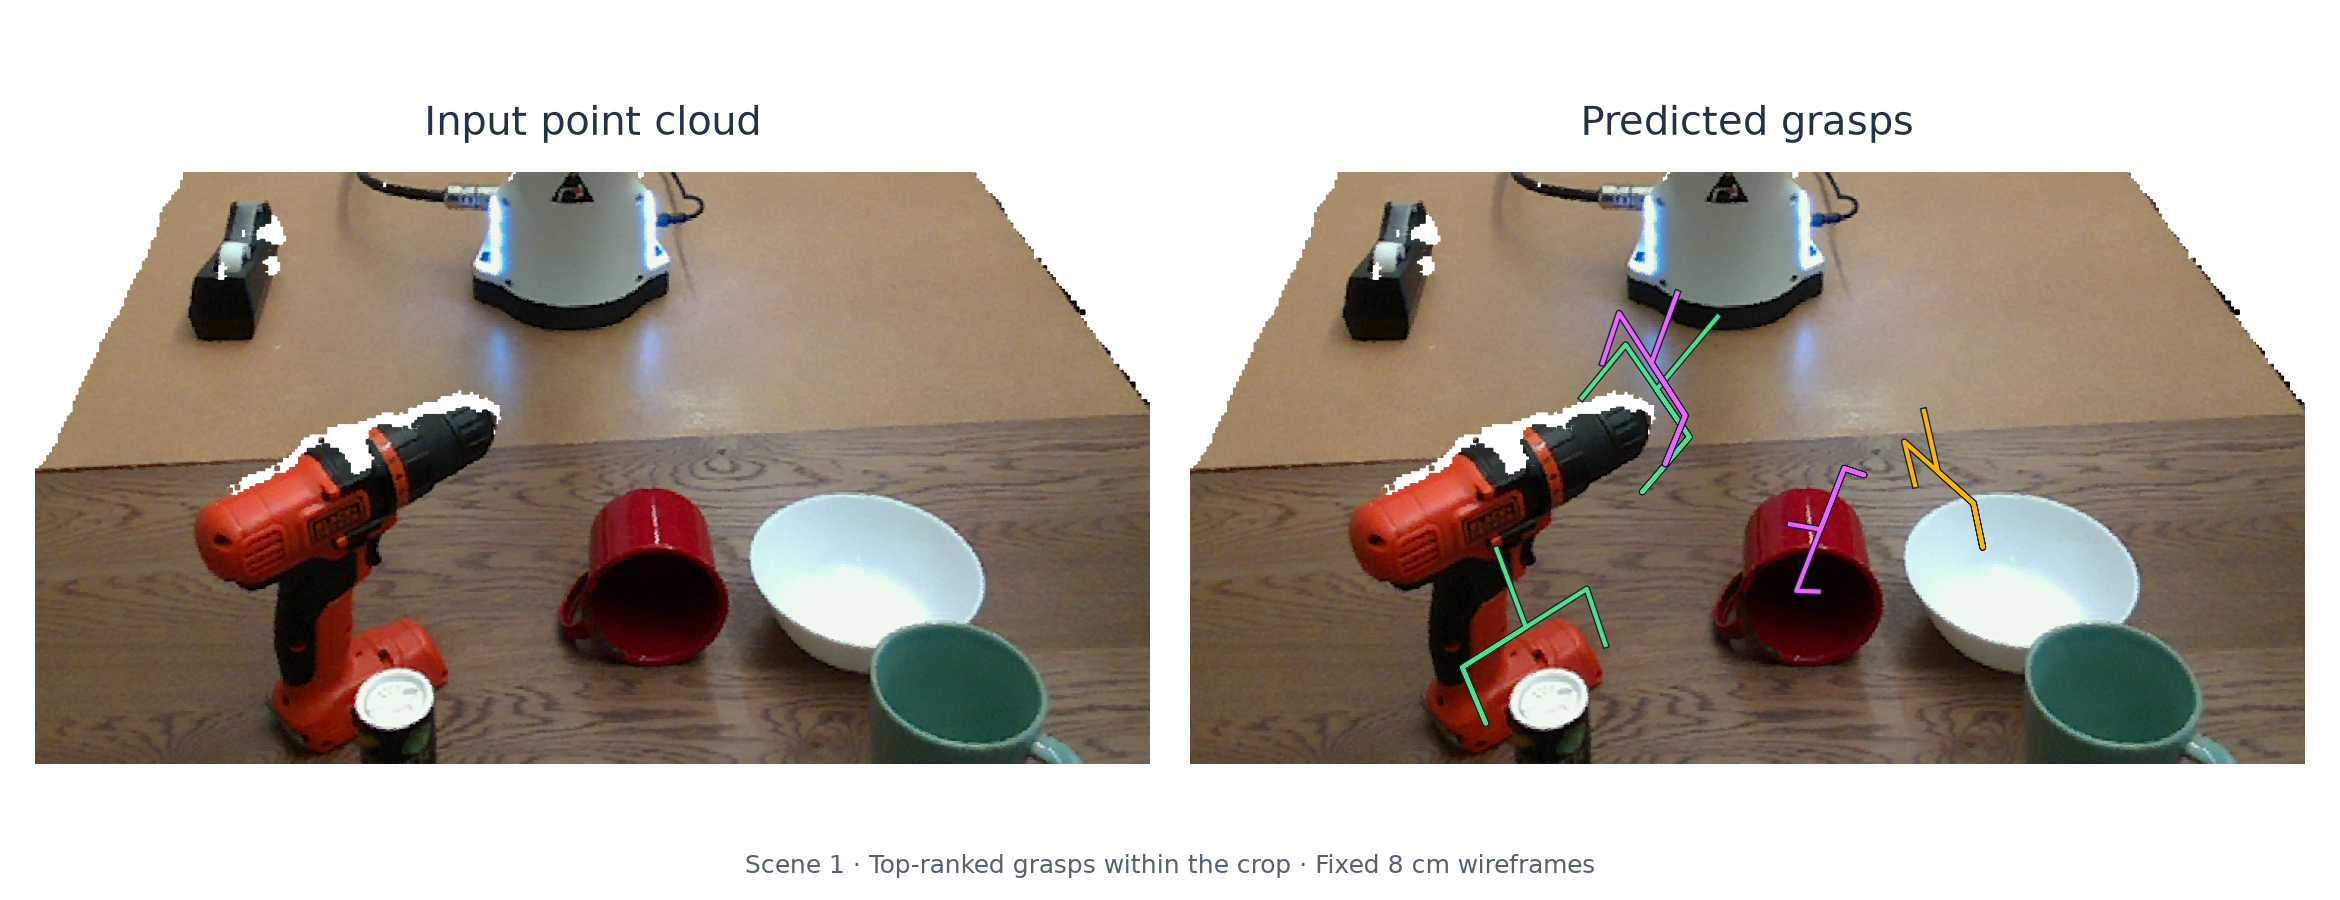 Input point cloud
Predicted grasps
Scene 1 · Top-ranked grasps within the crop · Fixed 8 cm wireframes